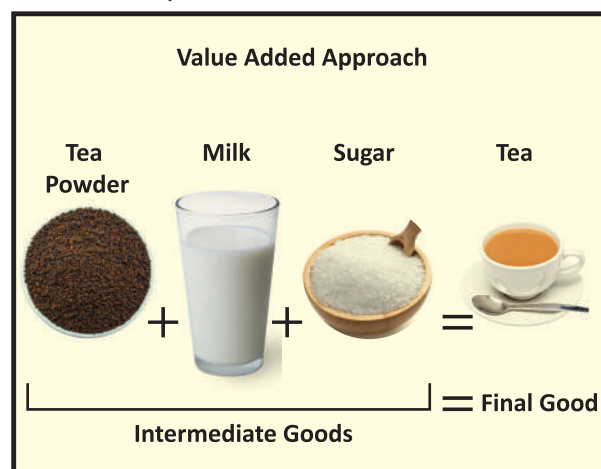 Value Added Approach
Tea Powder
Milk
Sugar
Tea
+
+
=
= Final Good
Intermediate Goods